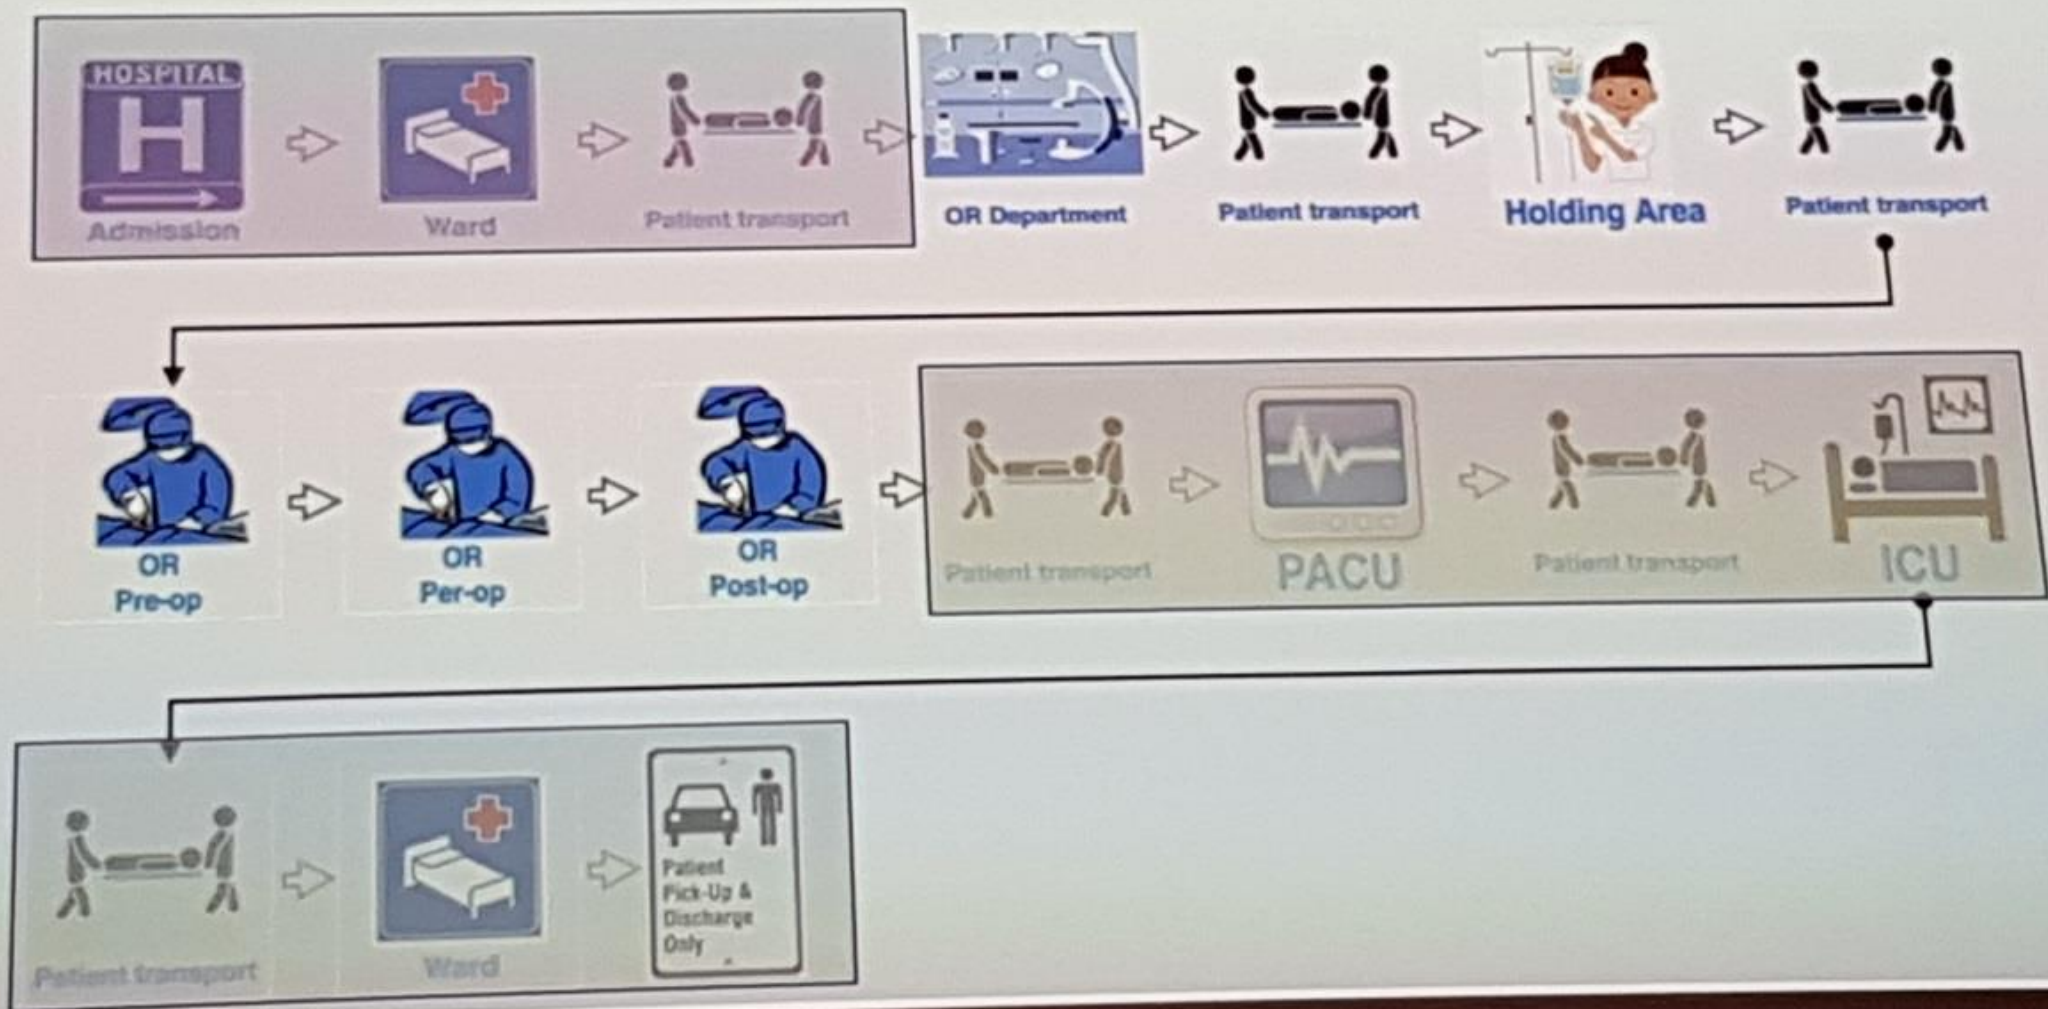 HOSPITAL
H
Admission
Ward
Patient transport
OR Department
Patient transport
Holding Area
Patient transport
OR
Pre-op
OR
Per-op
OR
Post-op
Patient transport
PACU
Patient transport
ICU
Patient transport
Ward
Patient
Pick-Up &
Discharge
Only